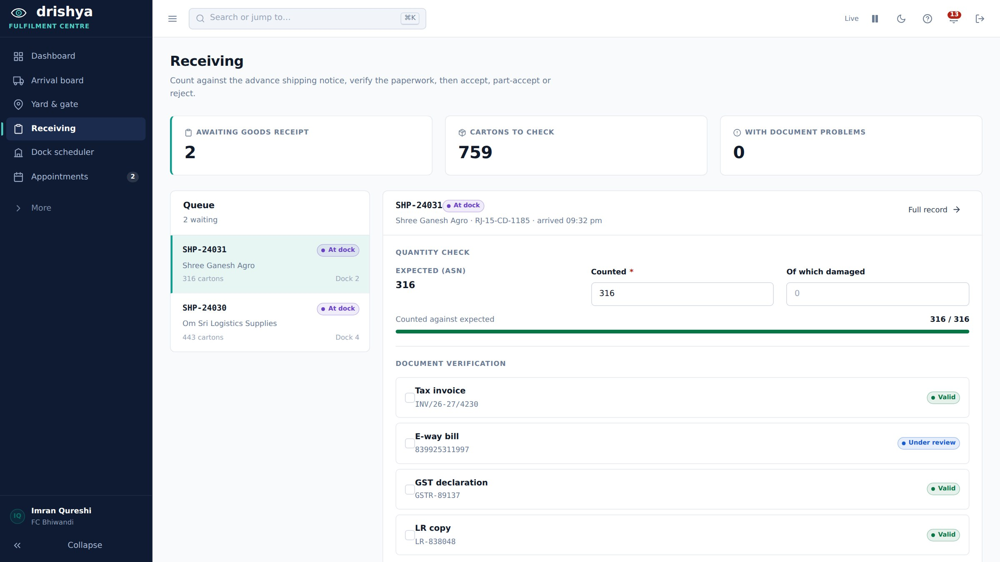 drishya
FULFILMENT CENTRE
Dashboard
Arrival board
Yard & gate
Receiving
Dock scheduler
Appointments 2
More
Imran Qureshi
IQ
FC Bhiwandi
Collapse
Search or jump to... ⌘K
Live
13
Receiving
Count against the advance shipping notice, verify the paperwork, then accept, part-accept or
reject.
AWAITING GOODS RECEIPT
2
CARTONS TO CHECK
759
WITH DOCUMENT PROBLEMS
0
Queue
2 waiting
SHP-24031 At dock
Shree Ganesh Agro
316 cartons Dock 2
SHP-24030 At dock
Om Sri Logistics Supplies
443 cartons Dock 4
SHP-24031 At dock
Shree Ganesh Agro · RJ-15-CD-1185 · arrived 09:32 pm
Full record
QUANTITY CHECK
EXPECTED (ASN)
316
Counted *
316
Of which damaged
0
Counted against expected 316 / 316
DOCUMENT VERIFICATION
Tax invoice
INV/26-27/4230
Valid
E-way bill
839925311997
Under review
GST declaration
GSTR-89137
Valid
LR copy
LR-838048
Valid